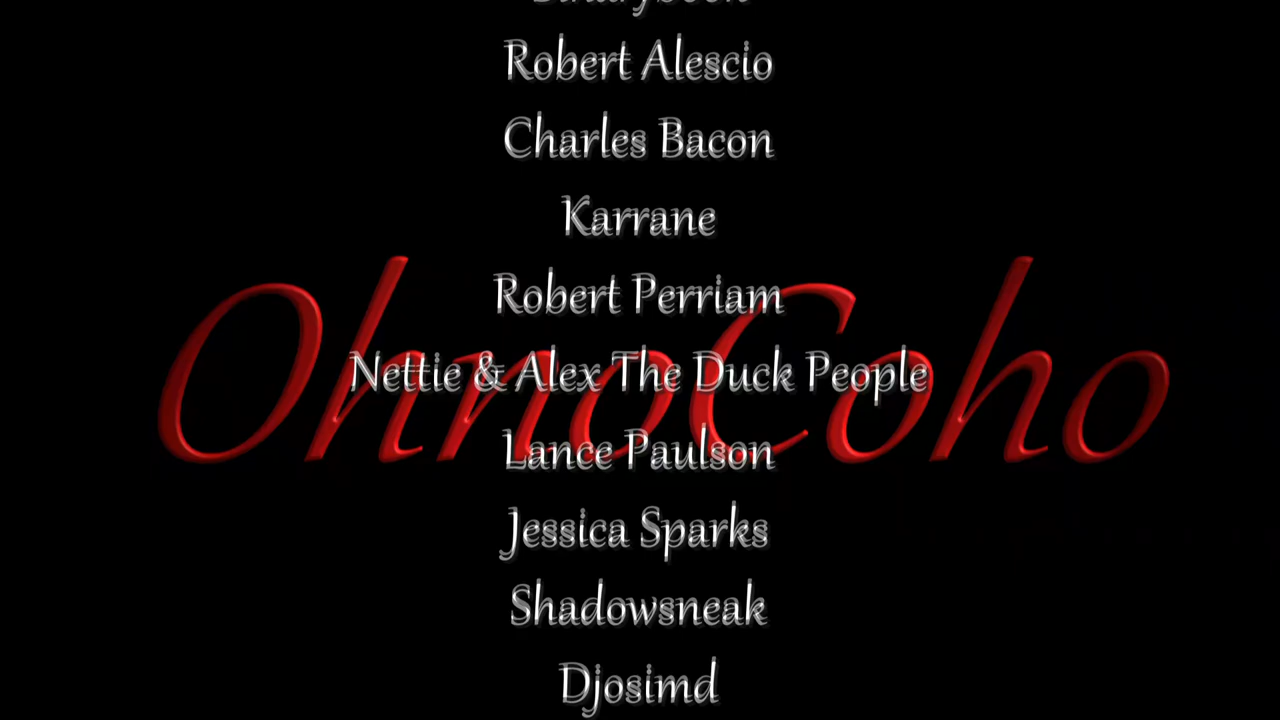 Robert Alescio
Charles Bacon
Karrane
Robert Perriam
OhnoCoho
Nettie & Alex The Duck People
Lance Paulson
Jessica Sparks
Shadowsneak
Djosimd